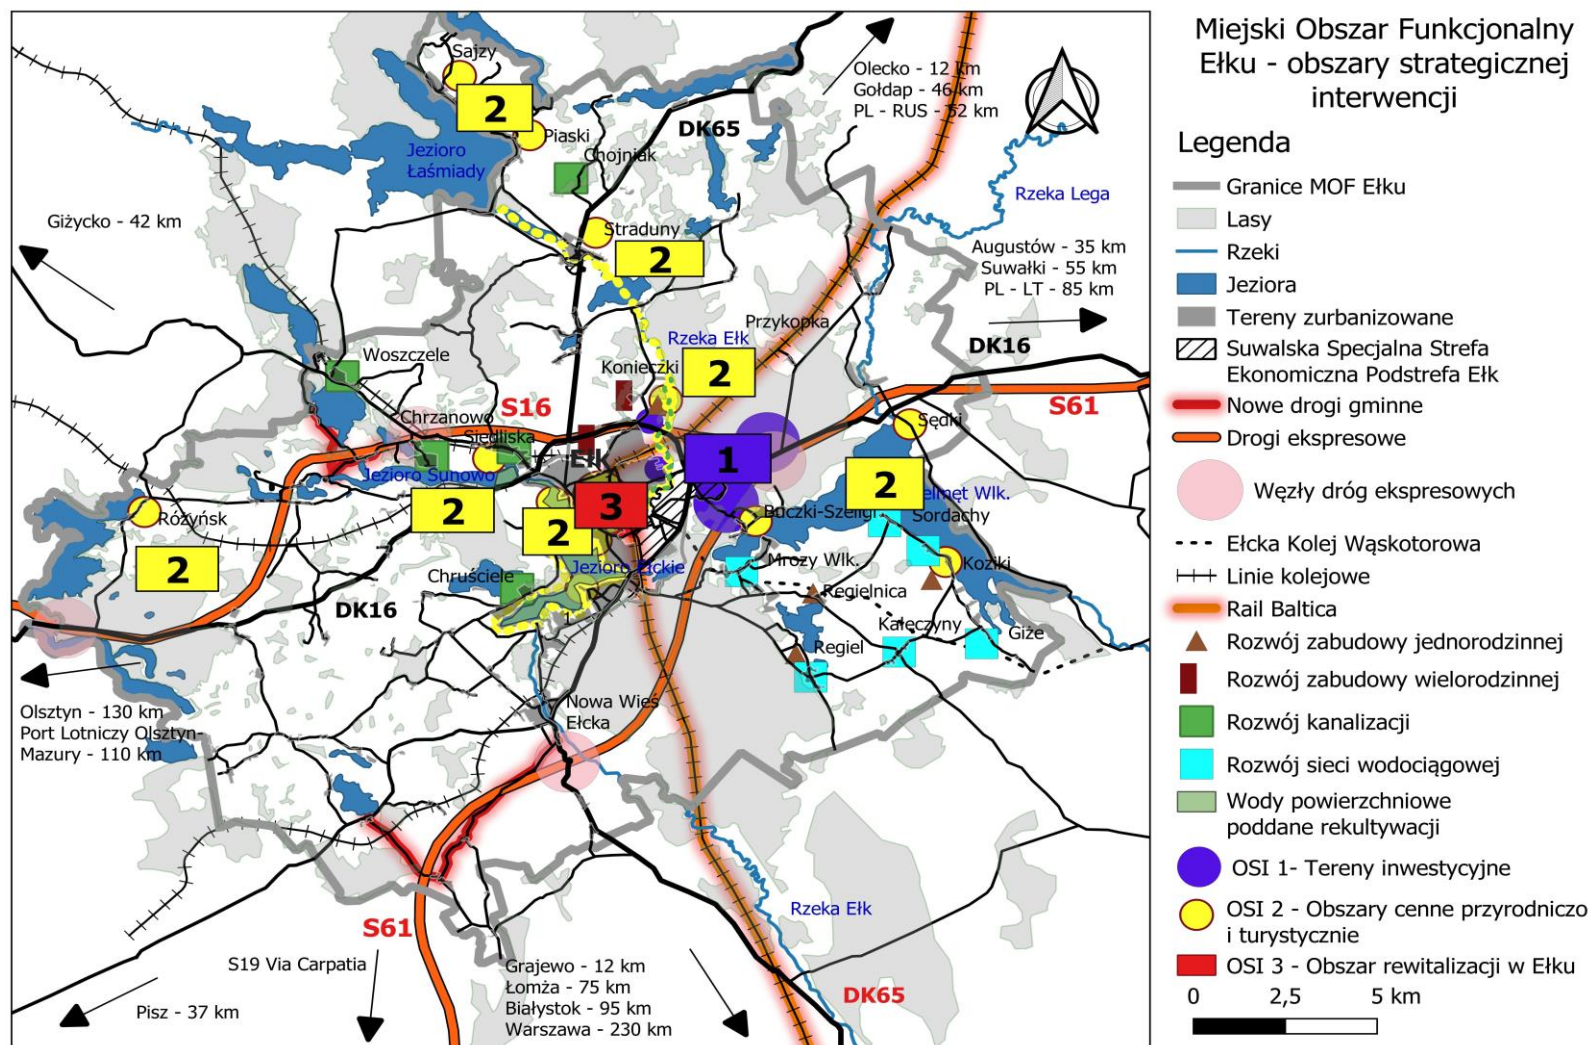 Miejski Obszar Funkcjonalny
Ełku - obszary strategicznej
interwencji
Legenda
Granice MOF Ełku
Lasy
Rzeki
Jeziora
Tereny zurbanizowane
Suwalska Specjalna Strefa
Ekonomiczna Podstrefa Ełk
Nowe drogi gminne
Drogi ekspresowe
Węzły dróg ekspresowych
Ełcka Kolej Wąskotorowa
Linie kolejowe
Rail Baltica
Rozwój zabudowy jednorodzinnej
Rozwój zabudowy wielorodzinnej
Rozwój kanalizacji
Rozwój sieci wodociągowej
Wody powierzchniowe
poddane rekultywacji
OSI 1- Tereny inwestycyjne
OSI 2 - Obszary cenne przyrodniczo
i turystycznie
OSI 3 - Obszar rewitalizacji w Ełku
0 2,5 5 km
Sajzy
2
Piaski
Jezioro
Łaśmiady
Chojniak
DK65
Olecko - 12 km
Gołdap - 46 km
PL - RUS - 52 km
Rzeka Lega
Giżycko - 42 km
Straduny
2
Augustów - 35 km
Suwałki - 55 km
PL - LT - 85 km
Przykopka
Rzeka Ełk
DK16
Woszczele
Konieczki
2
S16
S61
Chrzanowo
Siedliska
Sędki
Ełk
1
Jezioro Sunowo
2
3
2
2
Wlk.
Sordachy
Różyńsk
2
Mrozy Wlk.
Jezioro Ełckie
Koziki
Chruściele
Regielnica
DK16
Kałęczyny
Giże
Regiel
Nowa Wieś
Ełcka
Olsztyn - 130 km
Port Lotniczy Olsztyn-
Mazury - 110 km
Rzeka Ełk
S61
S19 Via Carpatia
Grajewo - 12 km
Łomża - 75 km
Białystok - 95 km
Warszawa - 230 km
DK65
Pisz - 37 km